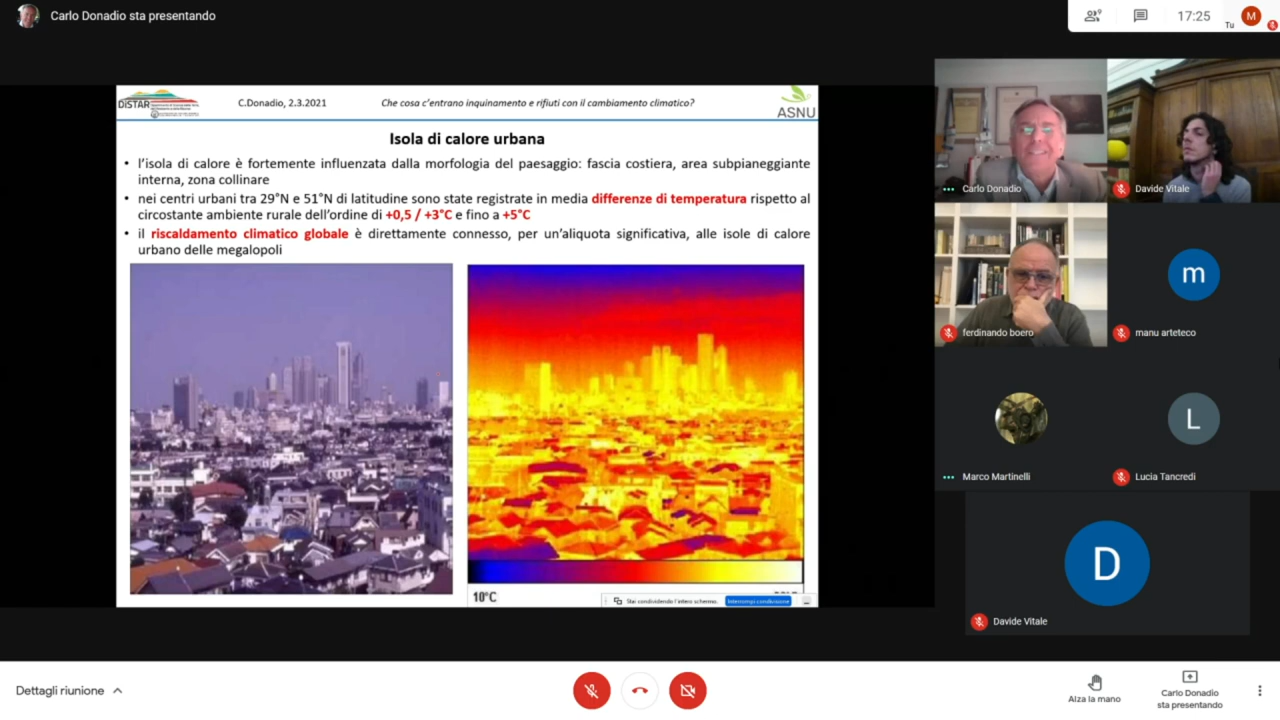 Carlo Donadio sta presentando
17:25
Tu
M
DiSTAR
C.Donadio, 2.3.2021
Che cosa c'entrano inquinamento e rifiuti con il cambiamento climatico?
ASNU
Isola di calore urbana
• l'isola di calore è fortemente influenzata dalla morfologia del paesaggio: fascia costiera, area subpianeggiante
interna, zona collinare
• nei centri urbani tra 29°N e 51°N di latitudine sono state registrate in media differenze di temperatura rispetto al
circostante ambiente rurale dell'ordine di +0,5 / +3°C e fino a +5°C
• il riscaldamento climatico globale è direttamente connesso, per un'aliquota significativa, alle isole di calore
urbano delle megalopoli
10°C
Stai condividendo l'intero schermo.
Interrompi condivisione
Carlo Donadio
Davide Vitale
ferdinando boero
m
manu arteteco
Marco Martinelli
L
Lucia Tancredi
D
Davide Vitale
Dettagli riunione
Alza la mano
Carlo Donadio
sta presentando